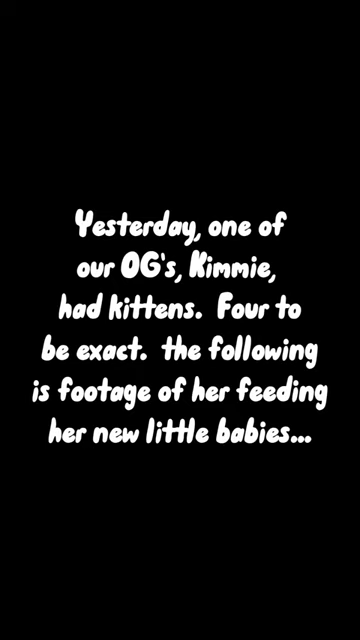 Yesterday, one of
our OG's, Kimmie,
had kittens.  Four to
be exact.  the following
is footage of her feeding
her new little babies...